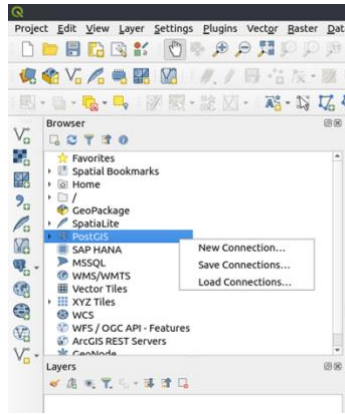 Project Edit View Layer Settings Plugins Vector Raster Dat
Browser
Favorites
Spatial Bookmarks
Home
/
GeoPackage
SpatiaLite
PostGIS
SAP HANA
MSSQL
WMS/WMTS
Vector Tiles
XYZ Tiles
WCS
WFS / OGC API - Features
ArcGIS REST Servers
GeoNode
New Connection...
Save Connections...
Load Connections...
Layers